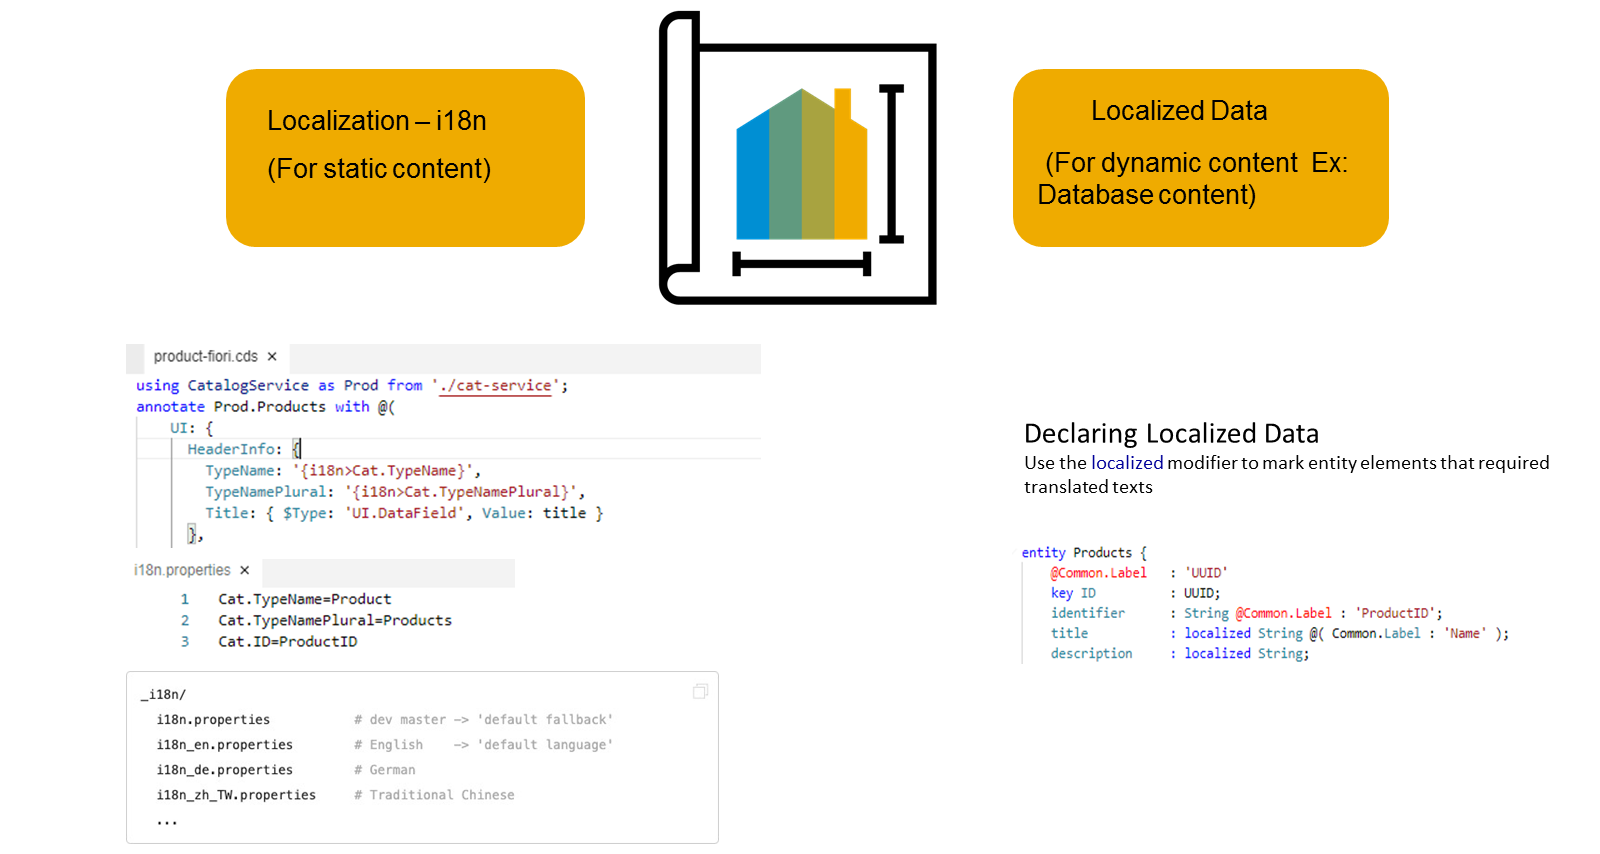 Localization – i18n
(For static content)
Localized Data
(For dynamic content  Ex:
Database content)
product-fiori.cds ×
using CatalogService as Prod from './cat-service';
annotate Prod.Products with @(
UI: {
HeaderInfo: {
TypeName: '{i18n>Cat.TypeName}',
TypeNamePlural: '{i18n>Cat.TypeNamePlural}',
Title: { $Type: 'UI.DataField', Value: title }
},
i18n.properties ×
1 Cat.TypeName=Product
2 Cat.TypeNamePlural=Products
3 Cat.ID=ProductID
_i18n/
i18n.properties # dev master -> 'default fallback'
i18n_en.properties # English -> 'default language'
i18n_de.properties # German
i18n_zh_TW.properties # Traditional Chinese
...
Declaring Localized Data
Use the localized modifier to mark entity elements that required
translated texts
entity Products {
@Common.Label : 'UUID'
key ID : UUID;
identifier : String @Common.Label : 'ProductID';
title : localized String @( Common.Label : 'Name' );
description : localized String;